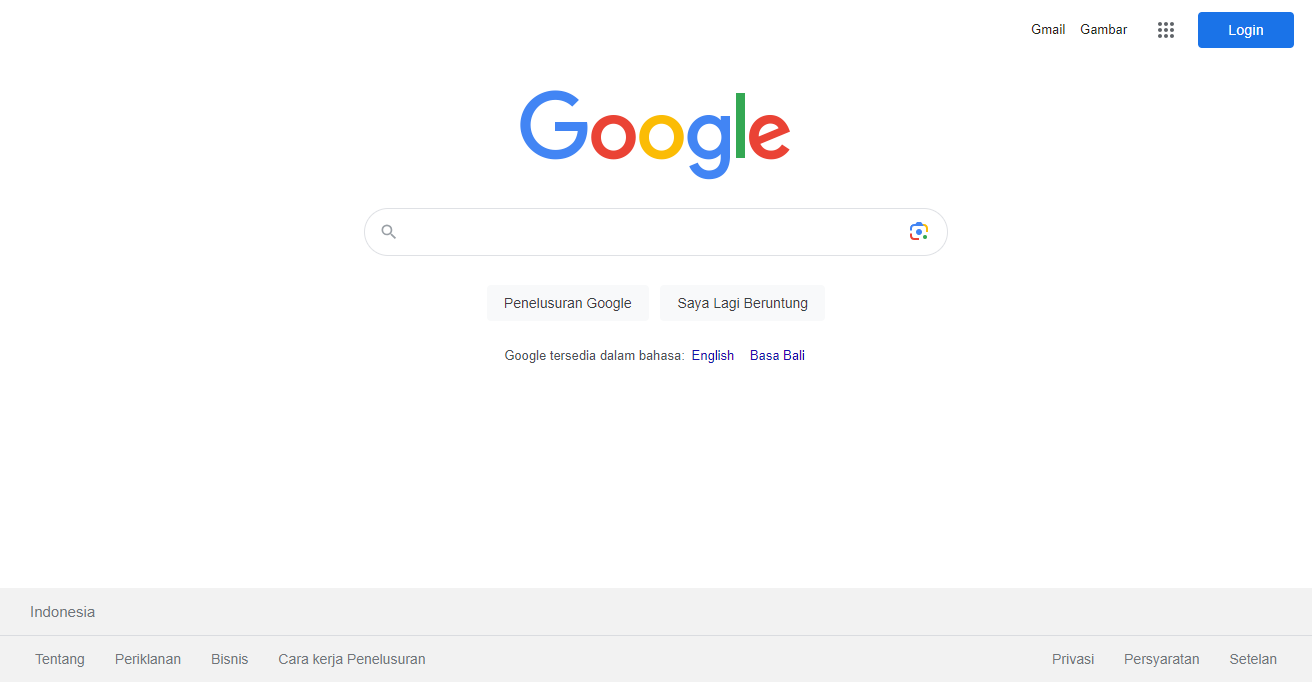 Gmail Gambar Login
Google
Penelusuran Google Saya Lagi Beruntung
Google tersedia dalam bahasa: English Basa Bali
Indonesia
Tentang Periklanan Bisnis Cara kerja Penelusuran Privasi Persyaratan Setelan